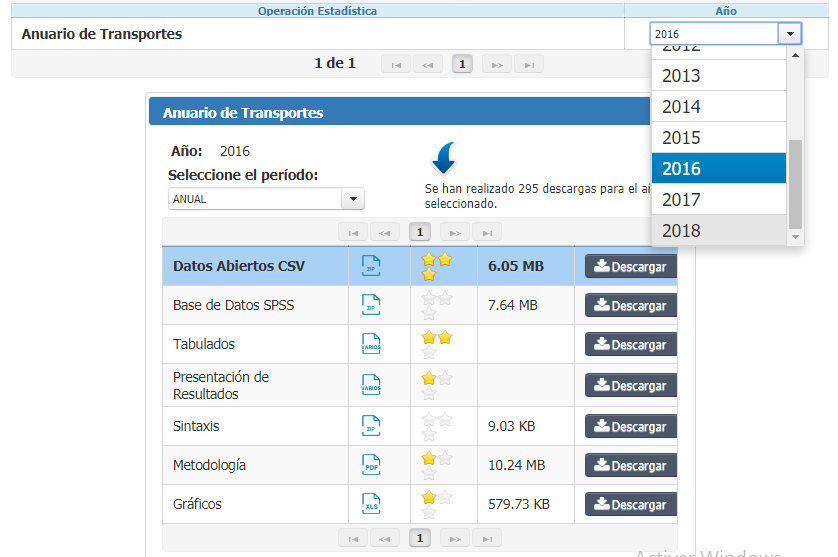 Operación Estadística Año
Anuario de Transportes 2016
1 de 1 1
2012
2013
2014
2015
2016
2017
2018
Anuario de Transportes
Año: 2016
Seleccione el período:
ANUAL
Se han realizado 295 descargas para el
seleccionado.
1
Datos Abiertos CSV ZIP 6.05 MB Descargar
Base de Datos SPSS ZIP 7.64 MB Descargar
Tabulados VARIOS Descargar
Presentación de
Resultados VARIOS Descargar
Sintaxis ZIP 9.03 KB Descargar
Metodología PDF 10.24 MB Descargar
Gráficos XLS 579.73 KB Descargar
1
Activar Windows